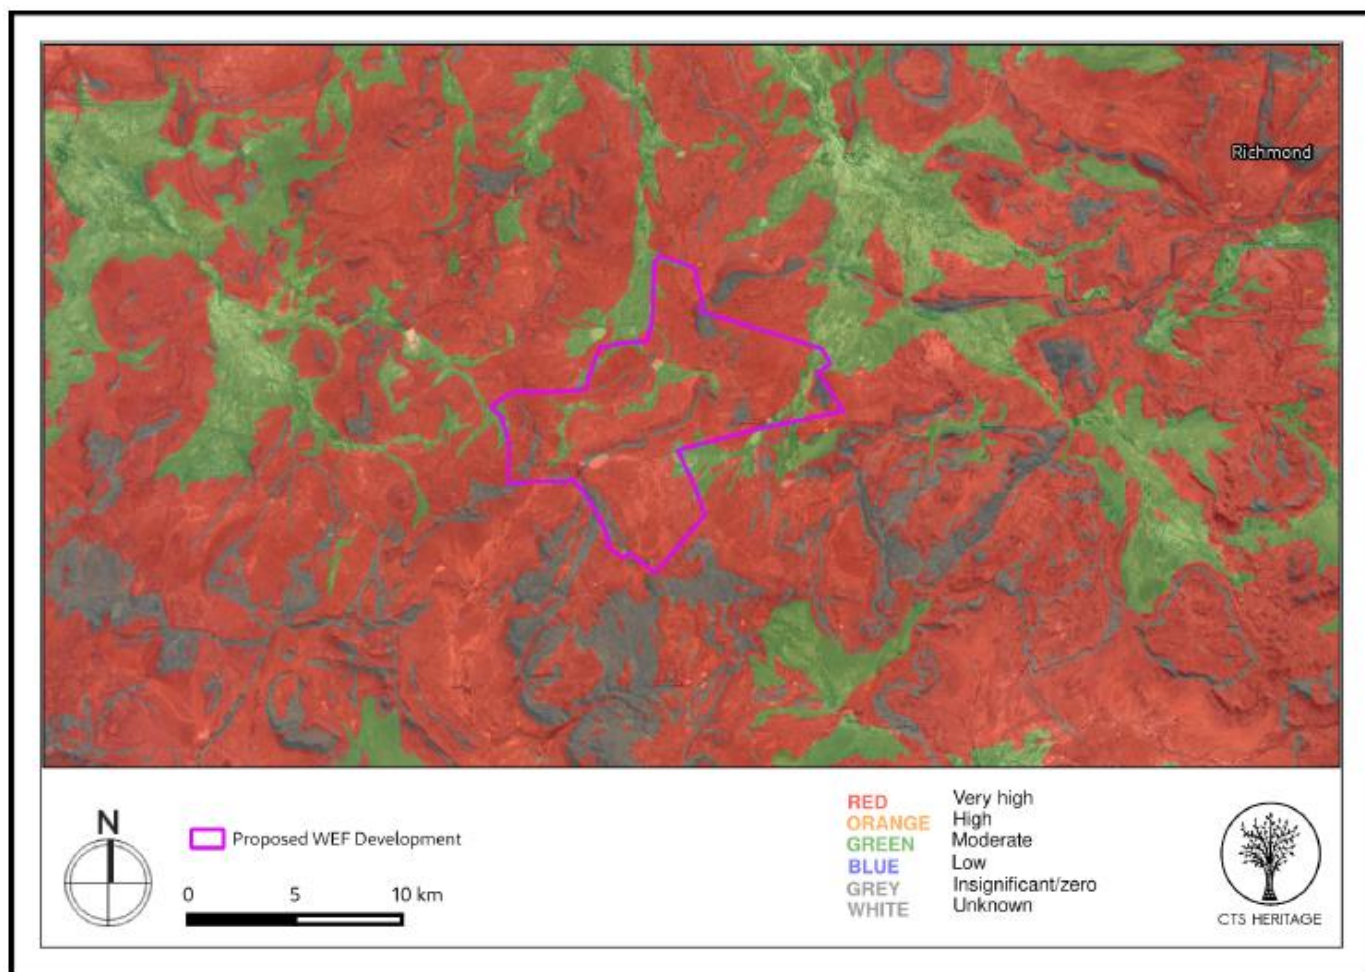 Richmond
N
Proposed WEF Development
0 5 10 km
RED Very high
ORANGE High
GREEN Moderate
BLUE Low
GREY Insignificant/zero
WHITE Unknown
CTS HERITAGE